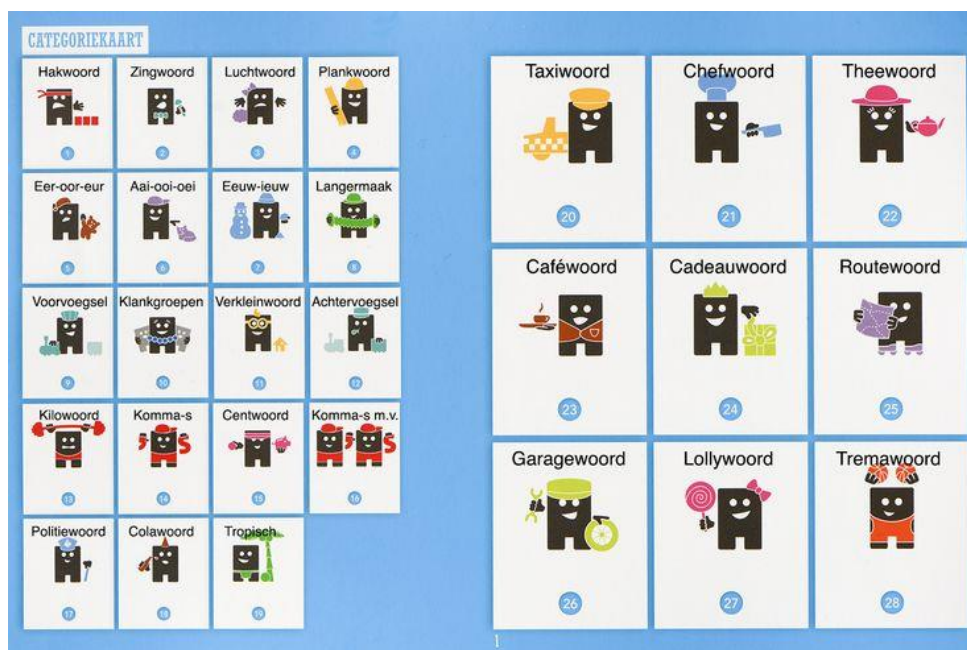 CATEGORIEKAART
Hakwoord
1
Zingwoord
2
Luchtwoord
3
Plankwoord
4
Eer-oor-eur
5
Aai-ooi-oei
6
Eeuw-ieuw
7
Langermaak
8
Voorvoegsel
9
Klankgroepen
10
Verkleinwoord
11
Achtervoegsel
12
Kilowoord
13
Komma-s
14
Centwoord
15
Komma-s m.v.
16
Politiewoord
17
Colawoord
18
Tropisch
19
Taxiwoord
20
Chefwoord
21
Theewoord
22
Caféwoord
23
Cadeauwoord
24
Routewoord
25
Garagewoord
26
Lollywoord
27
Tremawoord
28
1